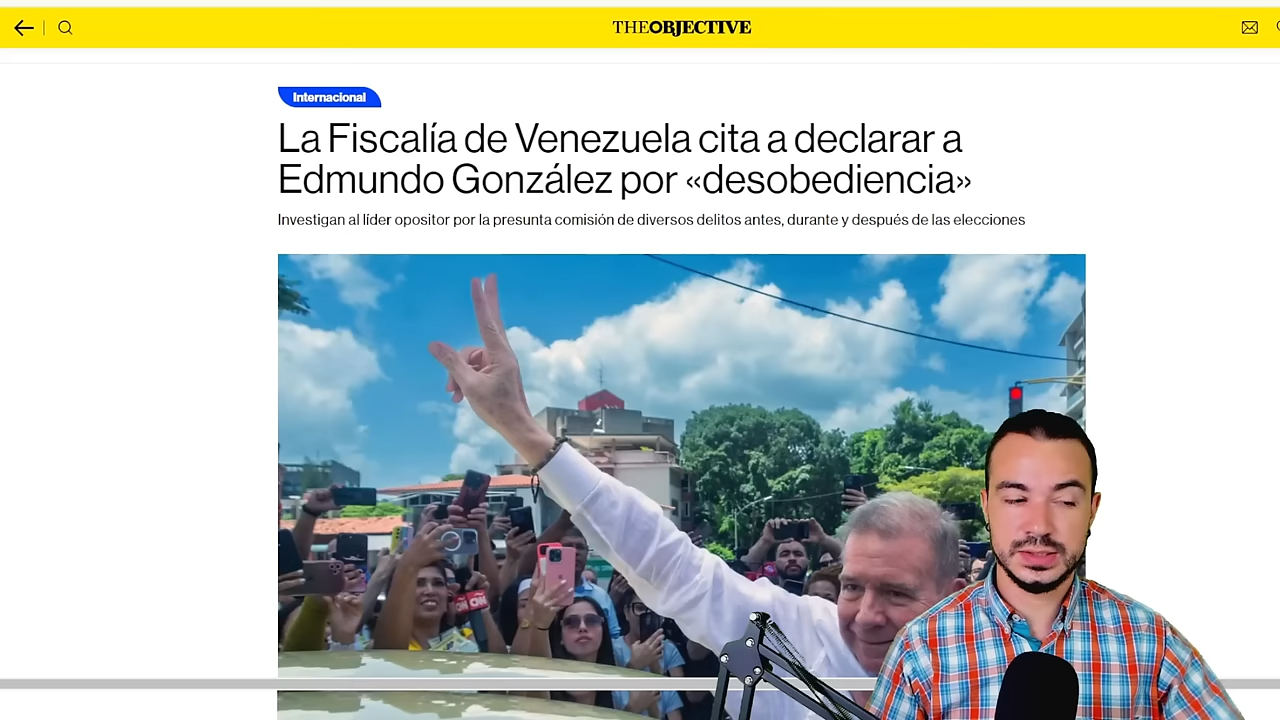 THEOBJECTIVE
Internacional
La Fiscalía de Venezuela cita a declarar a
Edmundo González por «desobediencia»
Investigan al líder opositor por la presunta comisión de diversos delitos antes, durante y después de las elecciones
CNN